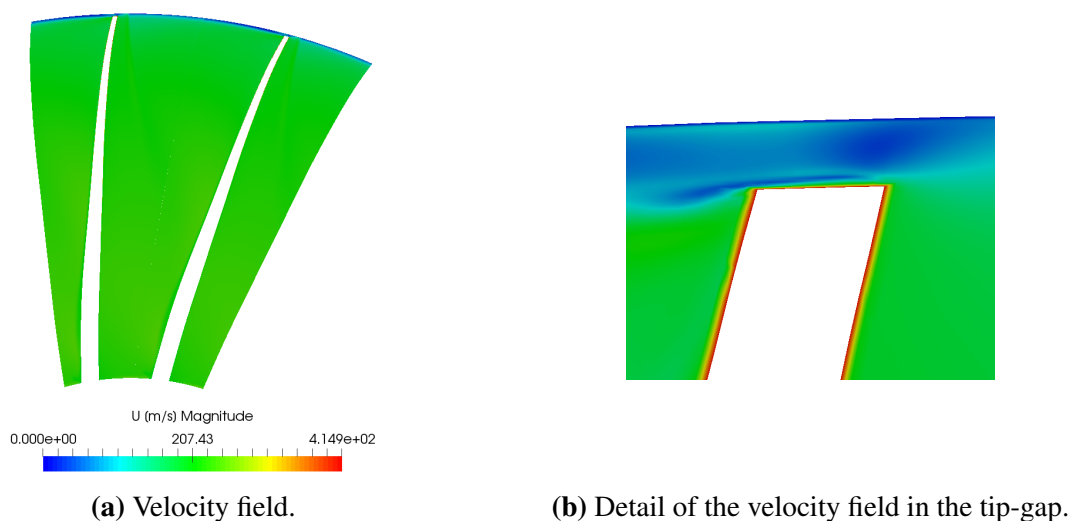 U (m/s) Magnitude
0.000e+00 207.43 4.149e+02
(a) Velocity field.
(b) Detail of the velocity field in the tip-gap.